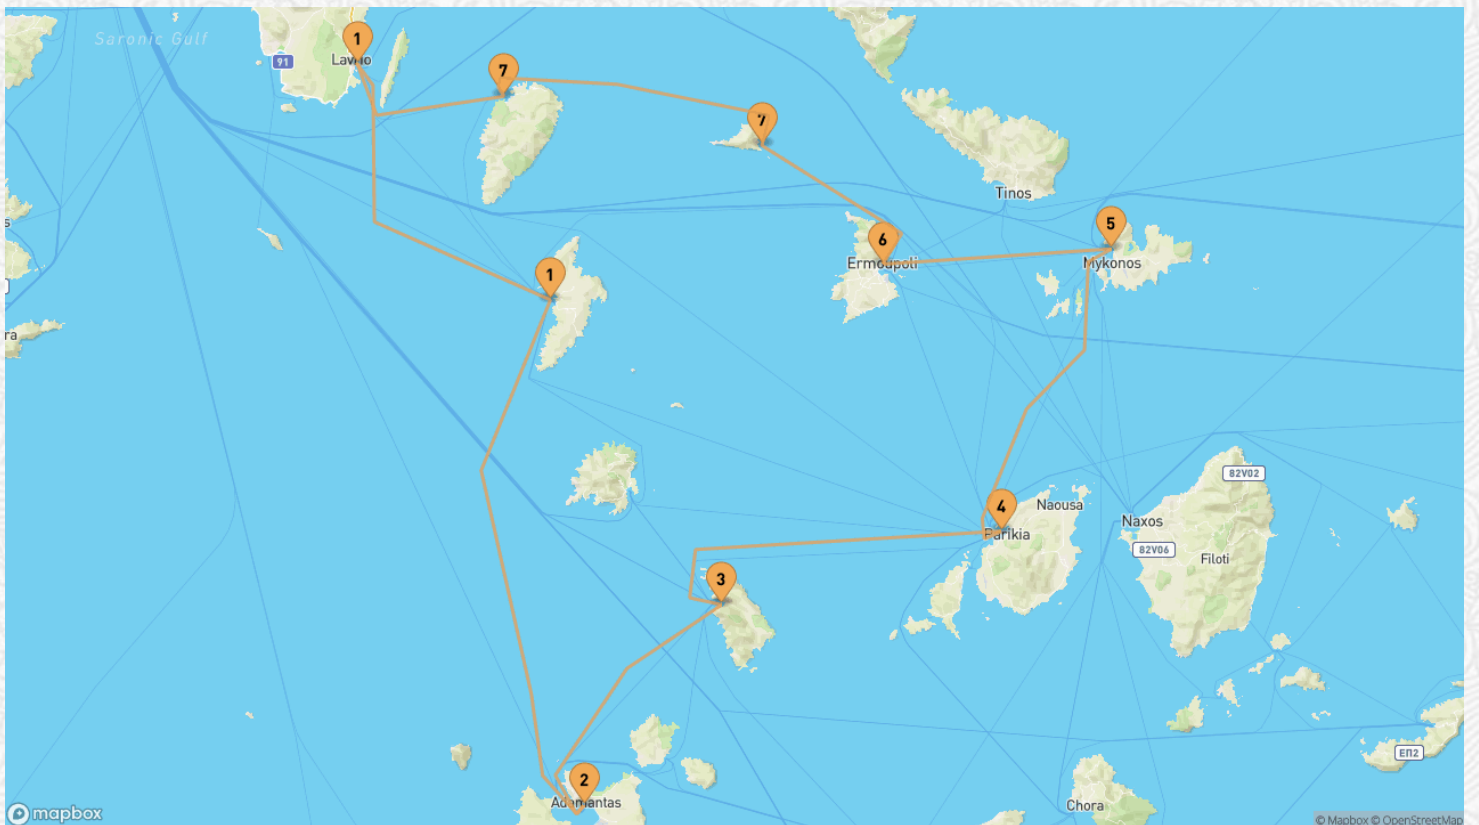 Saronic Gulf
1
91
Lavrio
7
7
Tinos
s
5
6
Ermoupoli
Mykonos
1
ra
82V02
4
Naousa
Parikia
Naxos
82V06
Filoti
3
2
Adamantas
ΕΠ2
Chora
mapbox
© Mapbox © OpenStreetMap